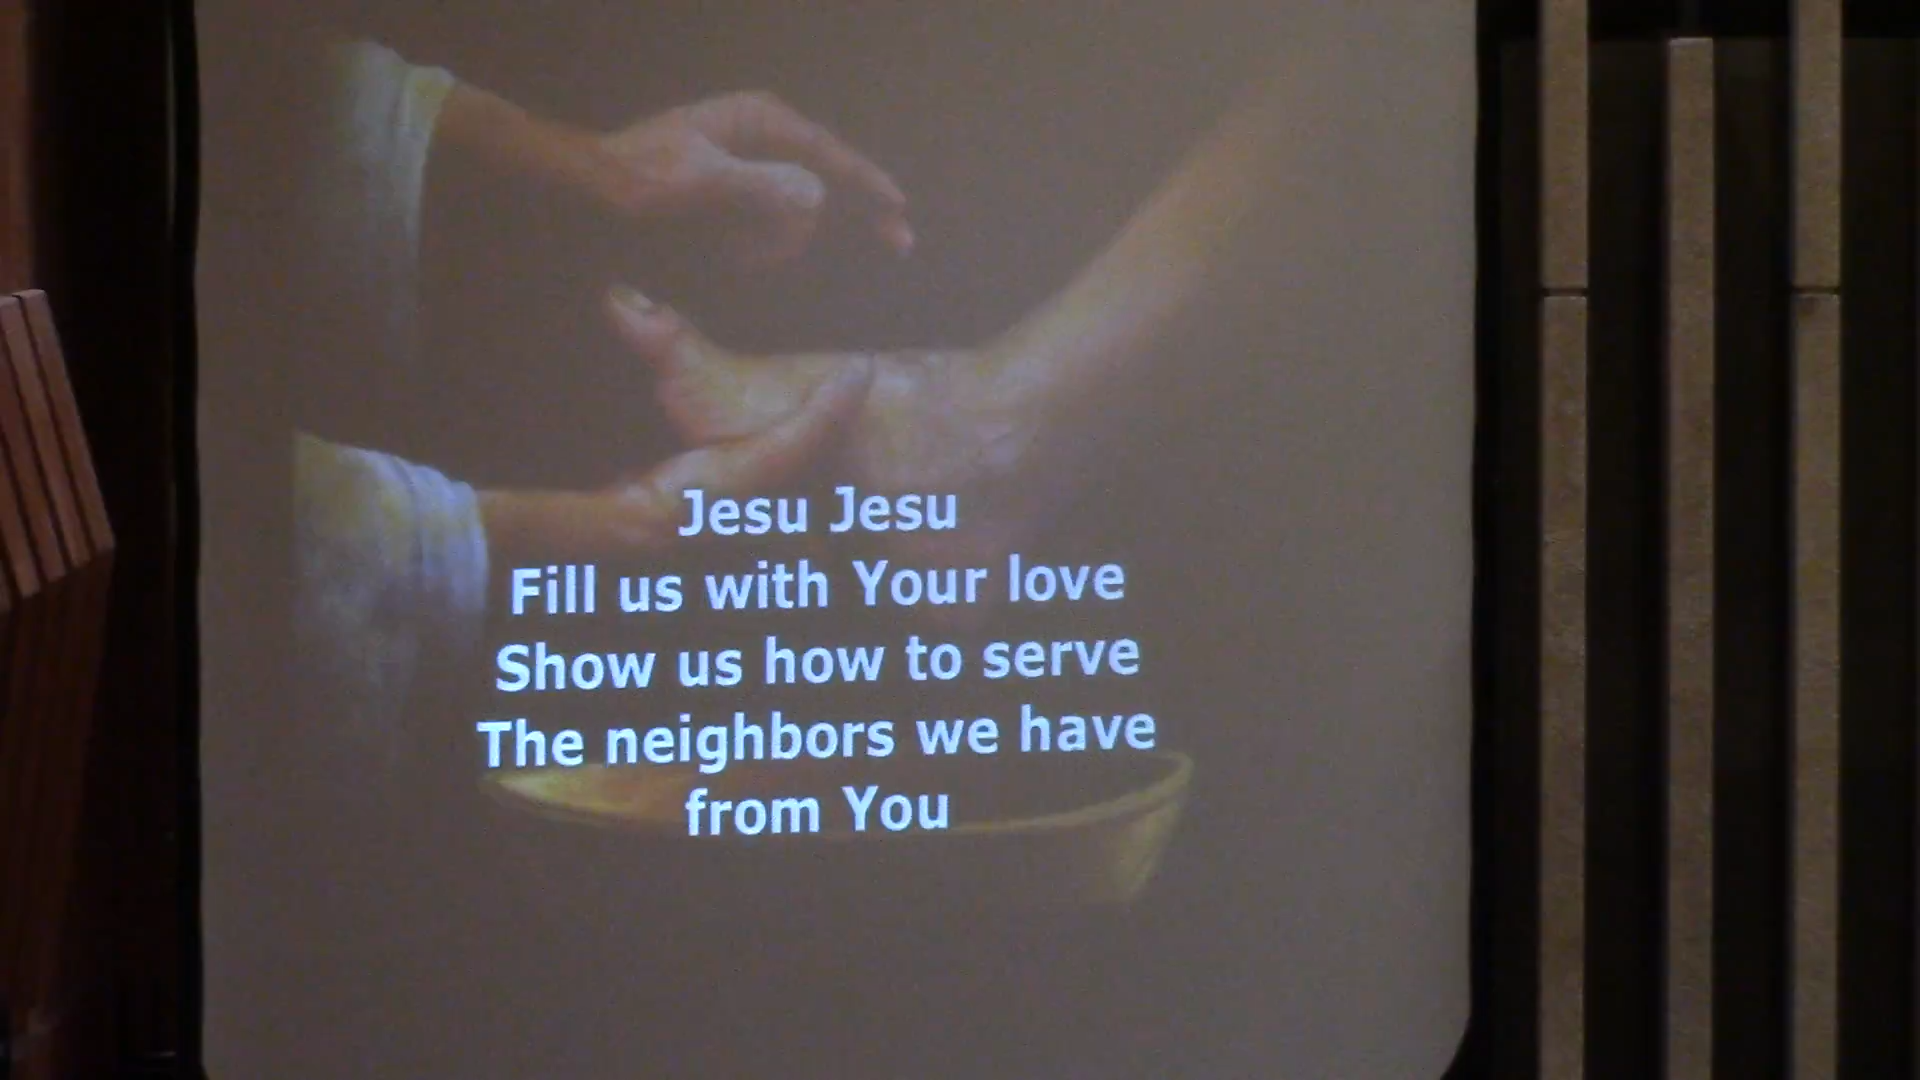 Jesu Jesu
Fill us with Your love
Show us how to serve
The neighbors we have
from You